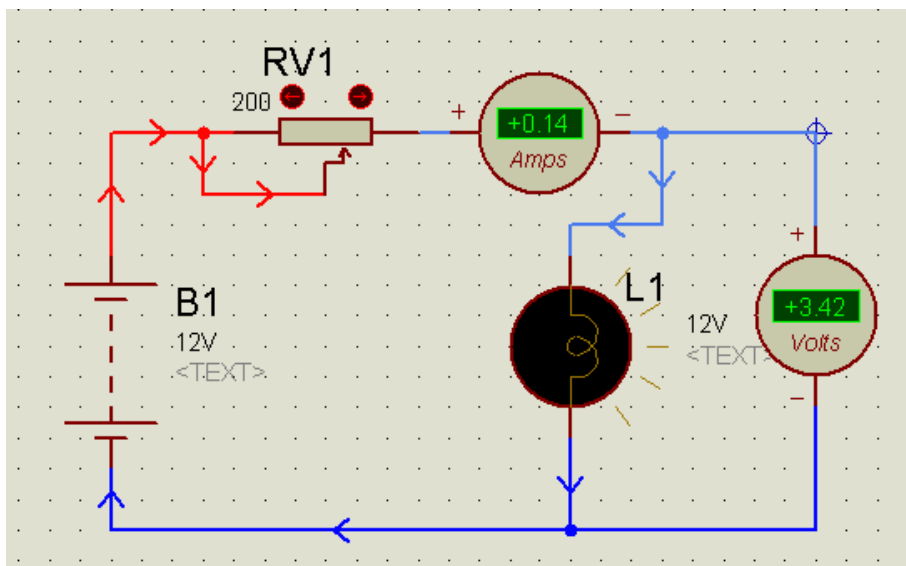 RV1
200
+
+0.14
−
Amps
+
B1
12V
<TEXT>
L1
12V
<TEXT>
+3.42
Volts
−